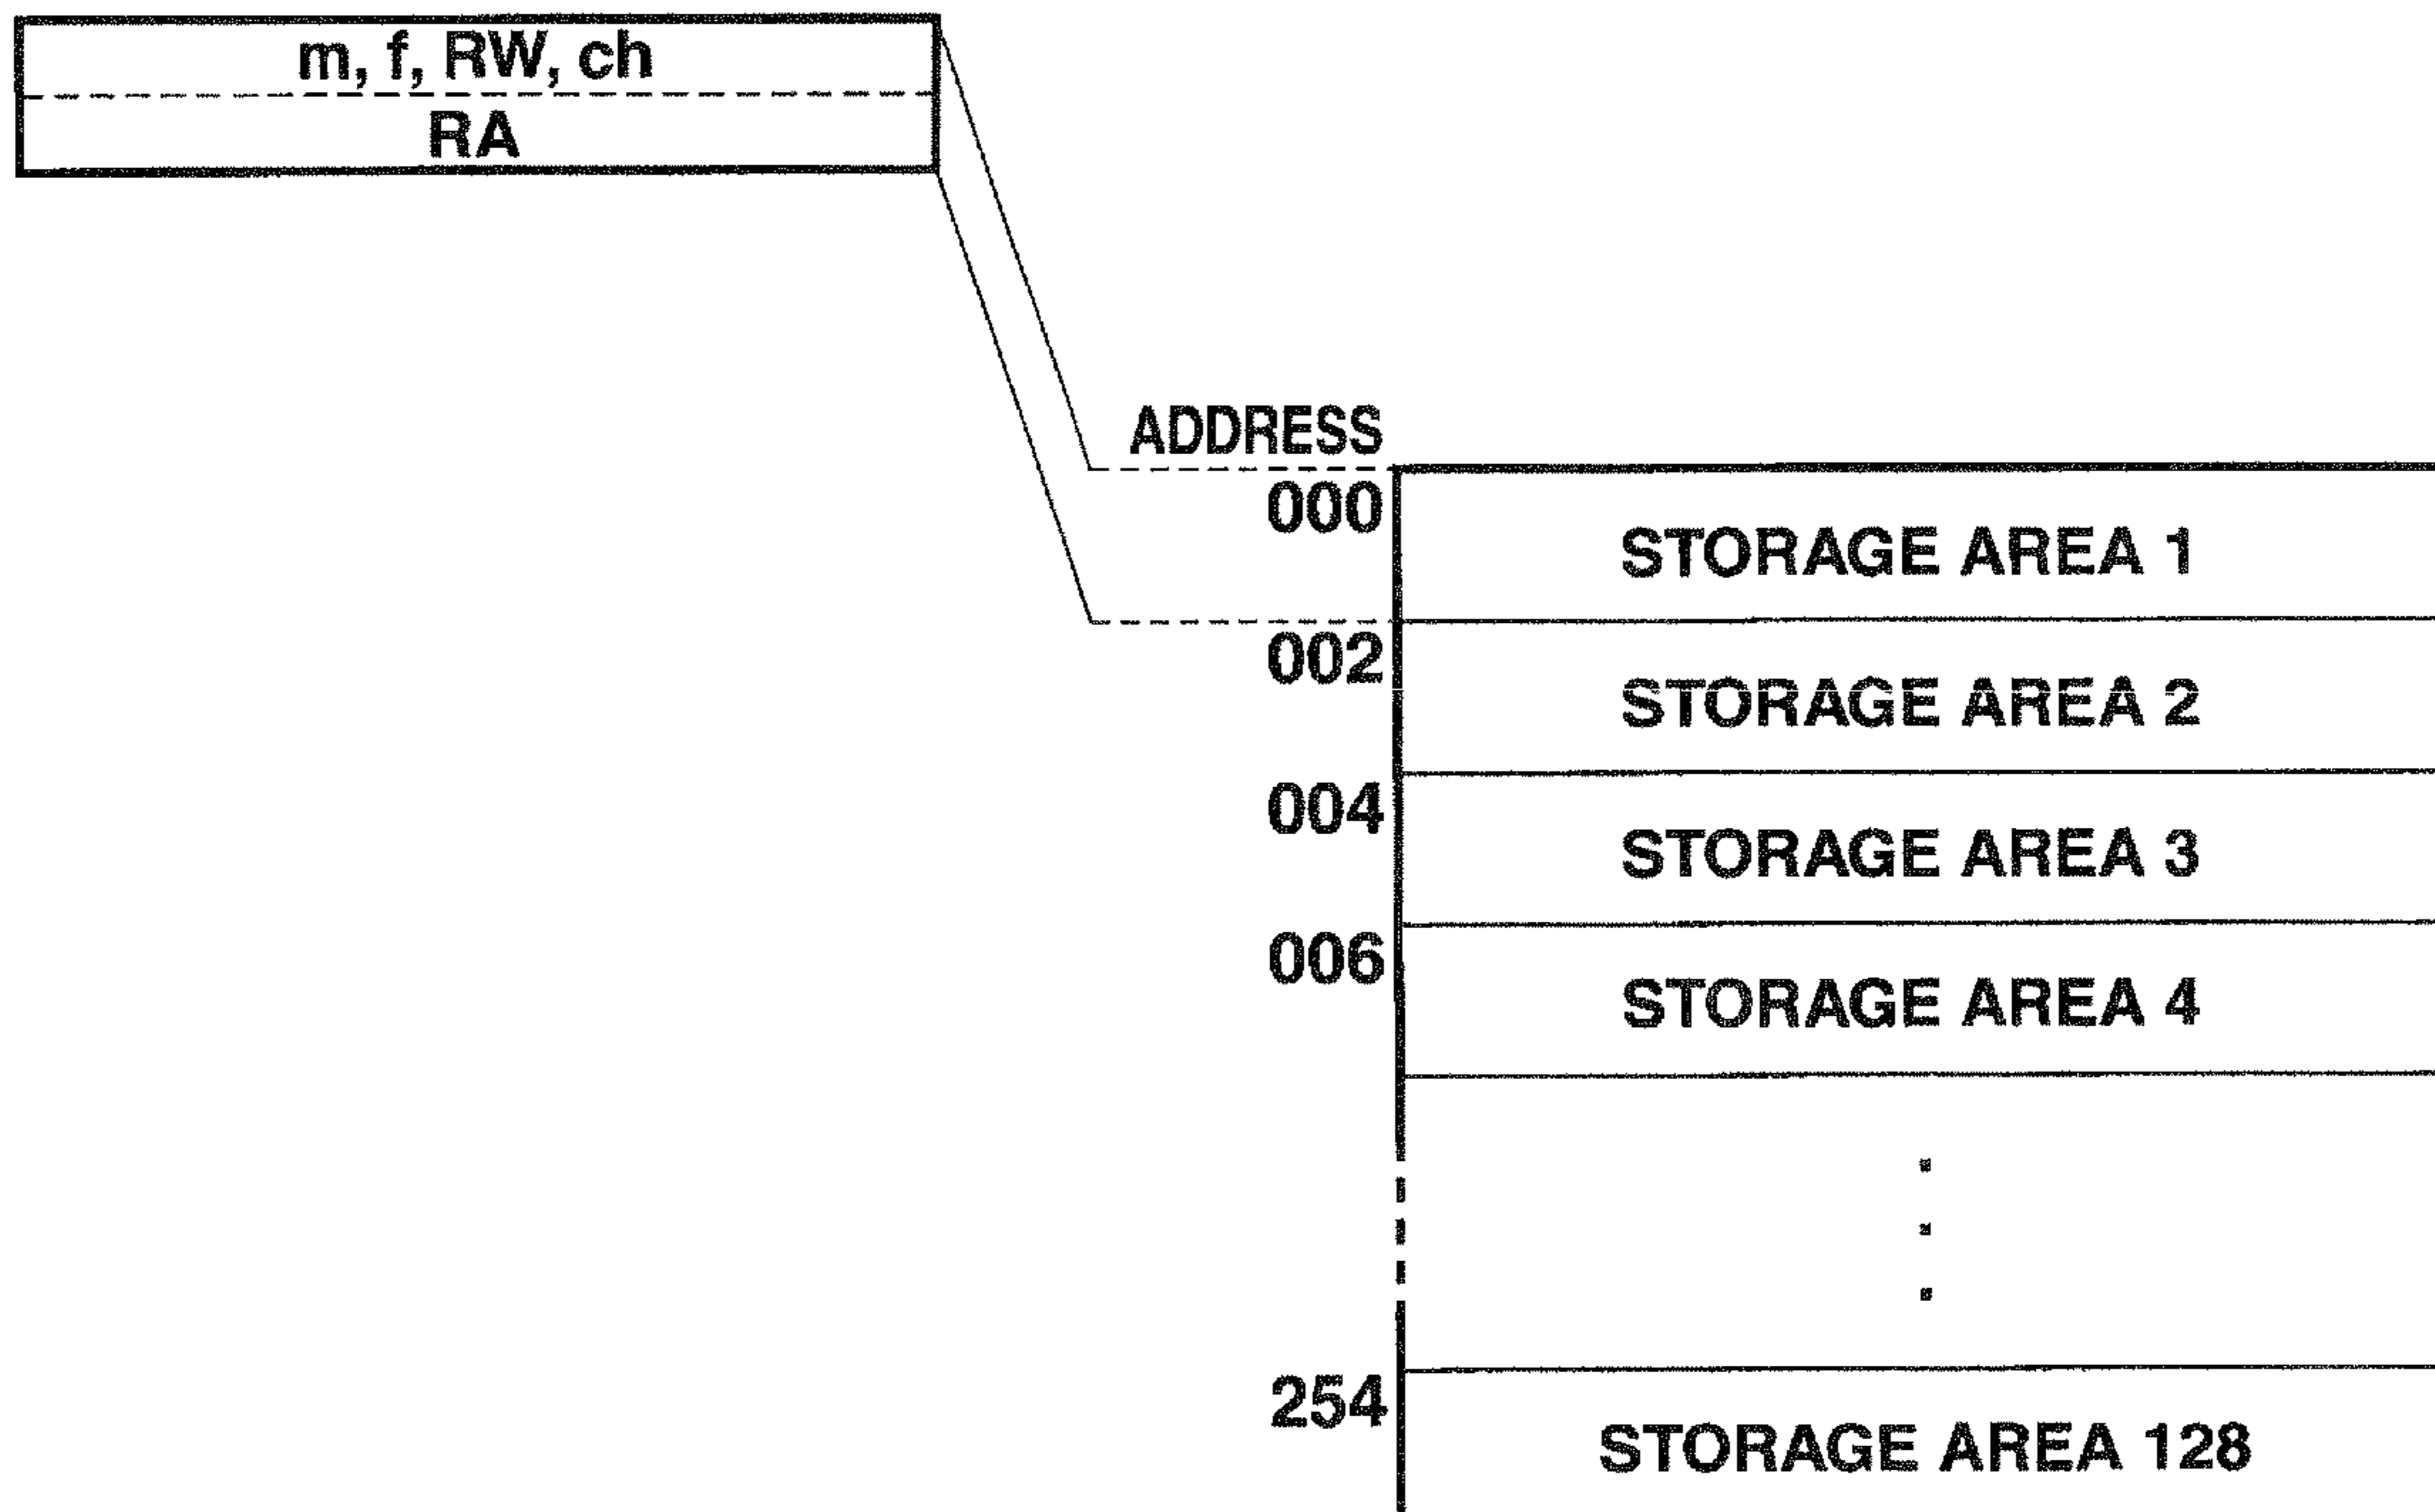 m, f, RW, ch
RA
ADDRESS
000
STORAGE AREA 1
002
STORAGE AREA 2
004
STORAGE AREA 3
006
STORAGE AREA 4
254
STORAGE AREA 128